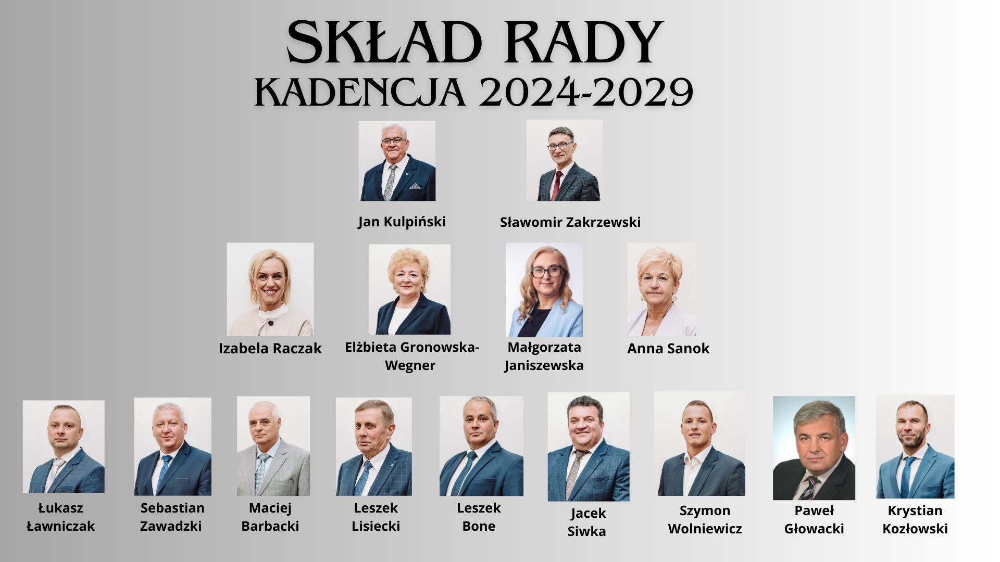 SKŁAD RADY
KADENCJA 2024-2029
Jan Kulpiński
Sławomir Zakrzewski
Izabela Raczak
Elżbieta Gronowska-
Wegner
Małgorzata
Janiszewska
Anna Sanok
Łukasz
Ławniczak
Sebastian
Zawadzki
Maciej
Barbacki
Leszek
Lisiecki
Leszek
Bone
Jacek
Siwka
Szymon
Wolniewicz
Paweł
Głowacki
Krystian
Kozłowski